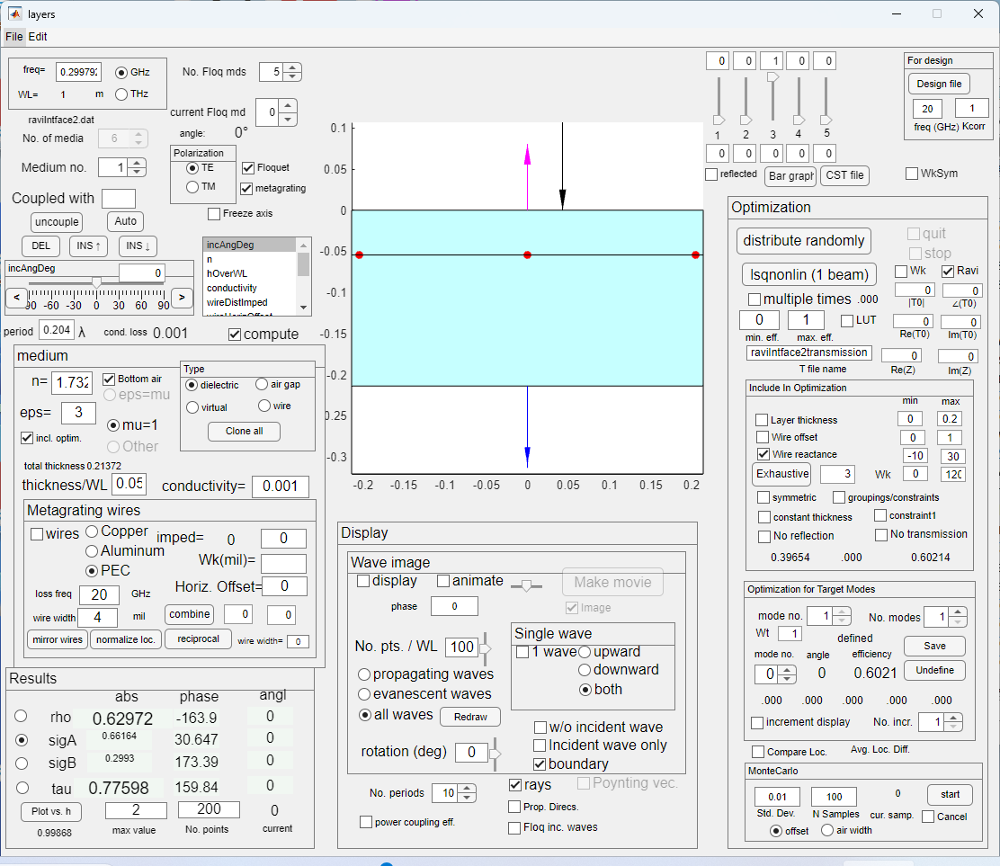 layers
File Edit
freq= 0.299792 GHz
WL= 1 m THz
No. Floq mds 5
current Floq md 0
angle: 0°
raviIntface2.dat
No. of media 6
Medium no. 1
Coupled with
uncouple Auto
DEL INS ↑ INS ↓
Polarization
TE
TM
Floquet
metagrating
Freeze axis
incAngDeg 0
< >
-60 -30 0 30 60 90
incAngDeg
n
hOverWL
conductivity
wireDistImped
wireHorizOffset
period 0.204 λ cond. loss 0.001 compute
medium
n= 1.732 Bottom air
eps=mu
eps= 3 mu=1
incl. optim. Other
Type
dielectric air gap
virtual wire
Clone all
total thickness 0.21372
thickness/WL 0.05 conductivity= 0.001
Metagrating wires
wires Copper imped= 0 0
Aluminum Wk(mil)=
PEC Horiz. Offset= 0
loss freq 20 GHz
wire width 4 mil combine 0 0
mirror wires normalize loc. reciprocal wire width= 0
Results
abs phase angl
rho 0.62972 -163.9 0
sigA 0.66164 30.647 0
sigB 0.2993 173.39 0
tau 0.77598 159.84 0
Plot vs. h 2 200 0
0.99868 max value No. points current
0.1
0.05
0
-0.05
-0.1
-0.15
-0.2
0.25
-0.3
-0.2 -0.15 -0.1 -0.05 0 0.05 0.1 0.15 0.2
Display
Wave image
display animate Make movie
phase 0 Image
No. pts. / WL 100
propagating waves
evanescent waves
all waves Redraw
rotation (deg) 0
Single wave
1 wave upward
downward
both
w/o incident wave
Incident wave only
boundary
No. periods 10 rays Poynting vec.
Prop. Direcs.
power coupling eff. Floq inc. waves
0 0 1 0 0
1 2 3 4 5
0 0 0 0 0
reflected Bar graph CST file
For design
Design file
20 1
freq (GHz) Kcorr
WkSym
Optimization
distribute randomly quit
stop
lsqnonlin (1 beam) Wk Ravi
multiple times .000 0 0
|T0| ∠(T0)
0 1 LUT 0 0
min. eff. max. eff. Re(T0) Im(T0)
raviIntface2transmission 0 0
T file name Re(Z) Im(Z)
Include In Optimization
min max
Layer thickness 0 0.2
Wire offset 0 1
Wire reactance -10 30
Exhaustive 3 Wk 0 120
symmetric groupings/constraints
constant thickness constraint1
No reflection No transmission
0.39654 .000 0.60214
Optimization for Target Modes
mode no. 1 No. modes 1
Wt 1 defined
mode no. angle efficiency Save
0 0 0.6021 Undefine
.000 .000 .000 .000 .000
increment display No. incr. 1
Compare Loc. Avg. Loc. Diff.
MonteCarlo
0.01 100 0 start
Std. Dev. N Samples cur. samp. Cancel
offset air width